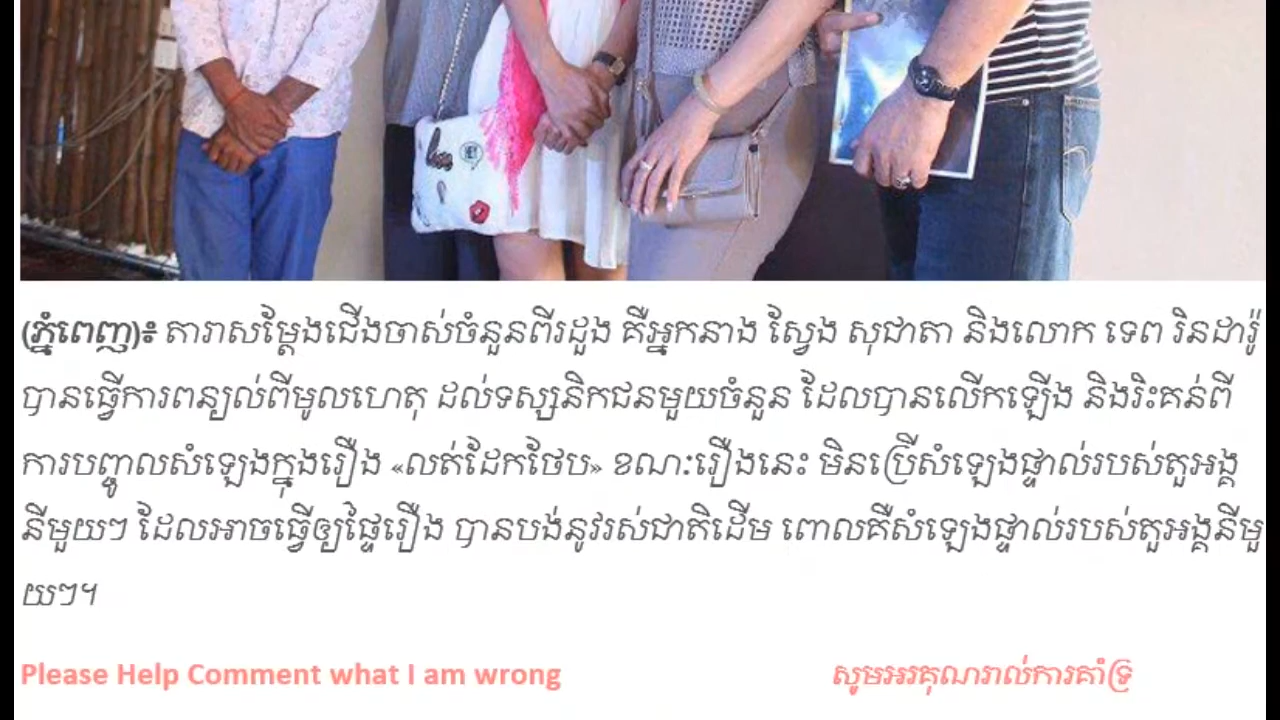 (ភ្នំពេញ)៖ តារាសម្ដែងជើងចាស់ចំនួនពីរដួង គឺអ្នកនាង ស្វែង សុជាតា និងលោក ទេព រិនដារ៉ូ
បានធ្វើការពន្យល់ពីមូលហេតុ ដល់ទស្សនិកជនមួយចំនួន ដែលបានលើកឡើង និងរិះគន់ពី
ការបញ្ចូលសំឡេងក្នុងរឿង «លត់ដែកថែប» ខណៈរឿងនេះ មិនប្រើសំឡេងផ្ទាល់របស់តួអង្គ
នីមួយៗ ដែលអាចធ្វើឲ្យផ្ទៃរឿង បានបង់នូវរស់ជាតិដើម ពោលគឺសំឡេងផ្ទាល់របស់តួអង្គនីមួ
យៗ។
Please Help Comment what I am wrong សូមអរគុណរាល់ការគាំទ្រ